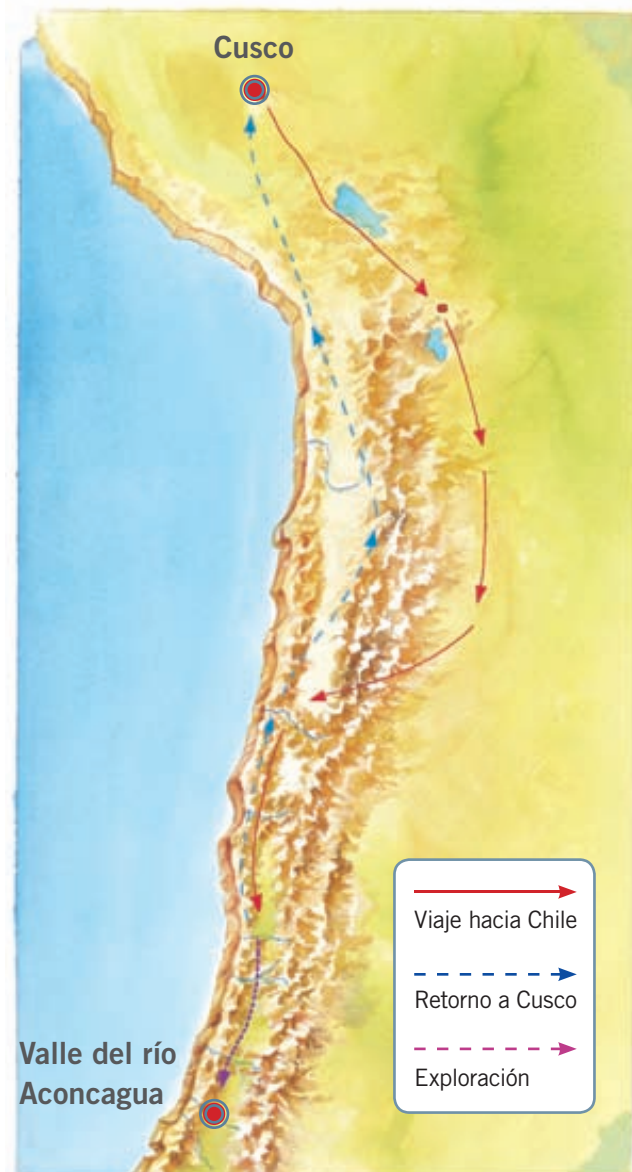 Cusco
Viaje hacia Chile
Retorno a Cusco
Exploración
Valle del río
Aconcagua